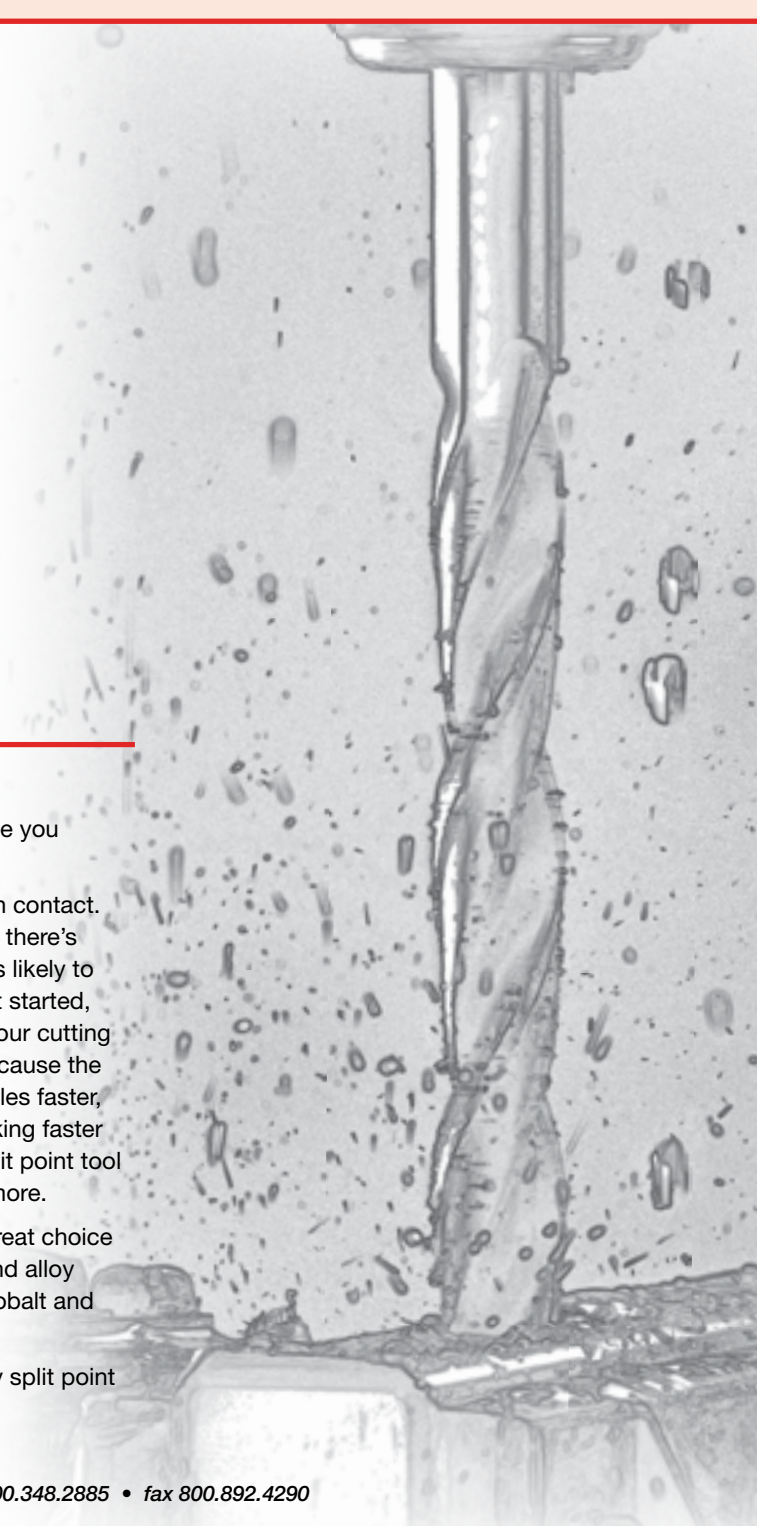 e you
n contact.
there's
s likely to
t started,
our cutting
cause the
les faster,
king faster
it point tool
nore.
reat choice
nd alloy
obalt and
y split point
00.348.2885 • fax 800.892.4290